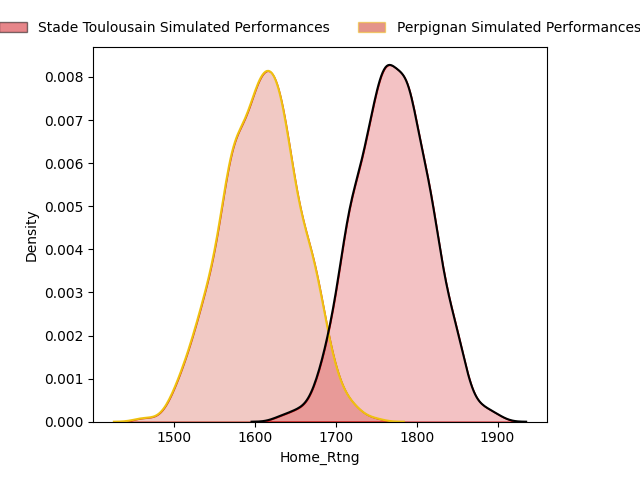 Stade Toulousain Simulated Performances Perpignan Simulated Performances
0.008
0.007
0.006
0.005
0.004
0.003
0.002
0.001
0.000
Density
1500 1600 1700 1800 1900
Home_Rtng